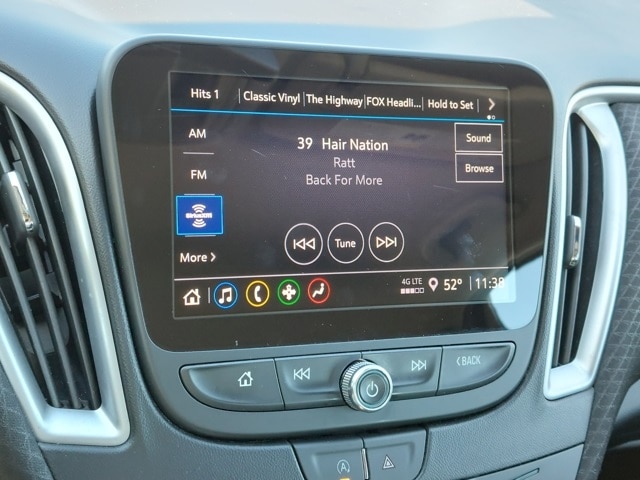 Hits 1 Classic Vinyl The Highway FOX Headli... Hold to Set
AM
39 Hair Nation
Sound
Ratt
FM
Back For More
Browse
SiriusXM
Tune
More
4G LTE
52° 11:38
BACK
A